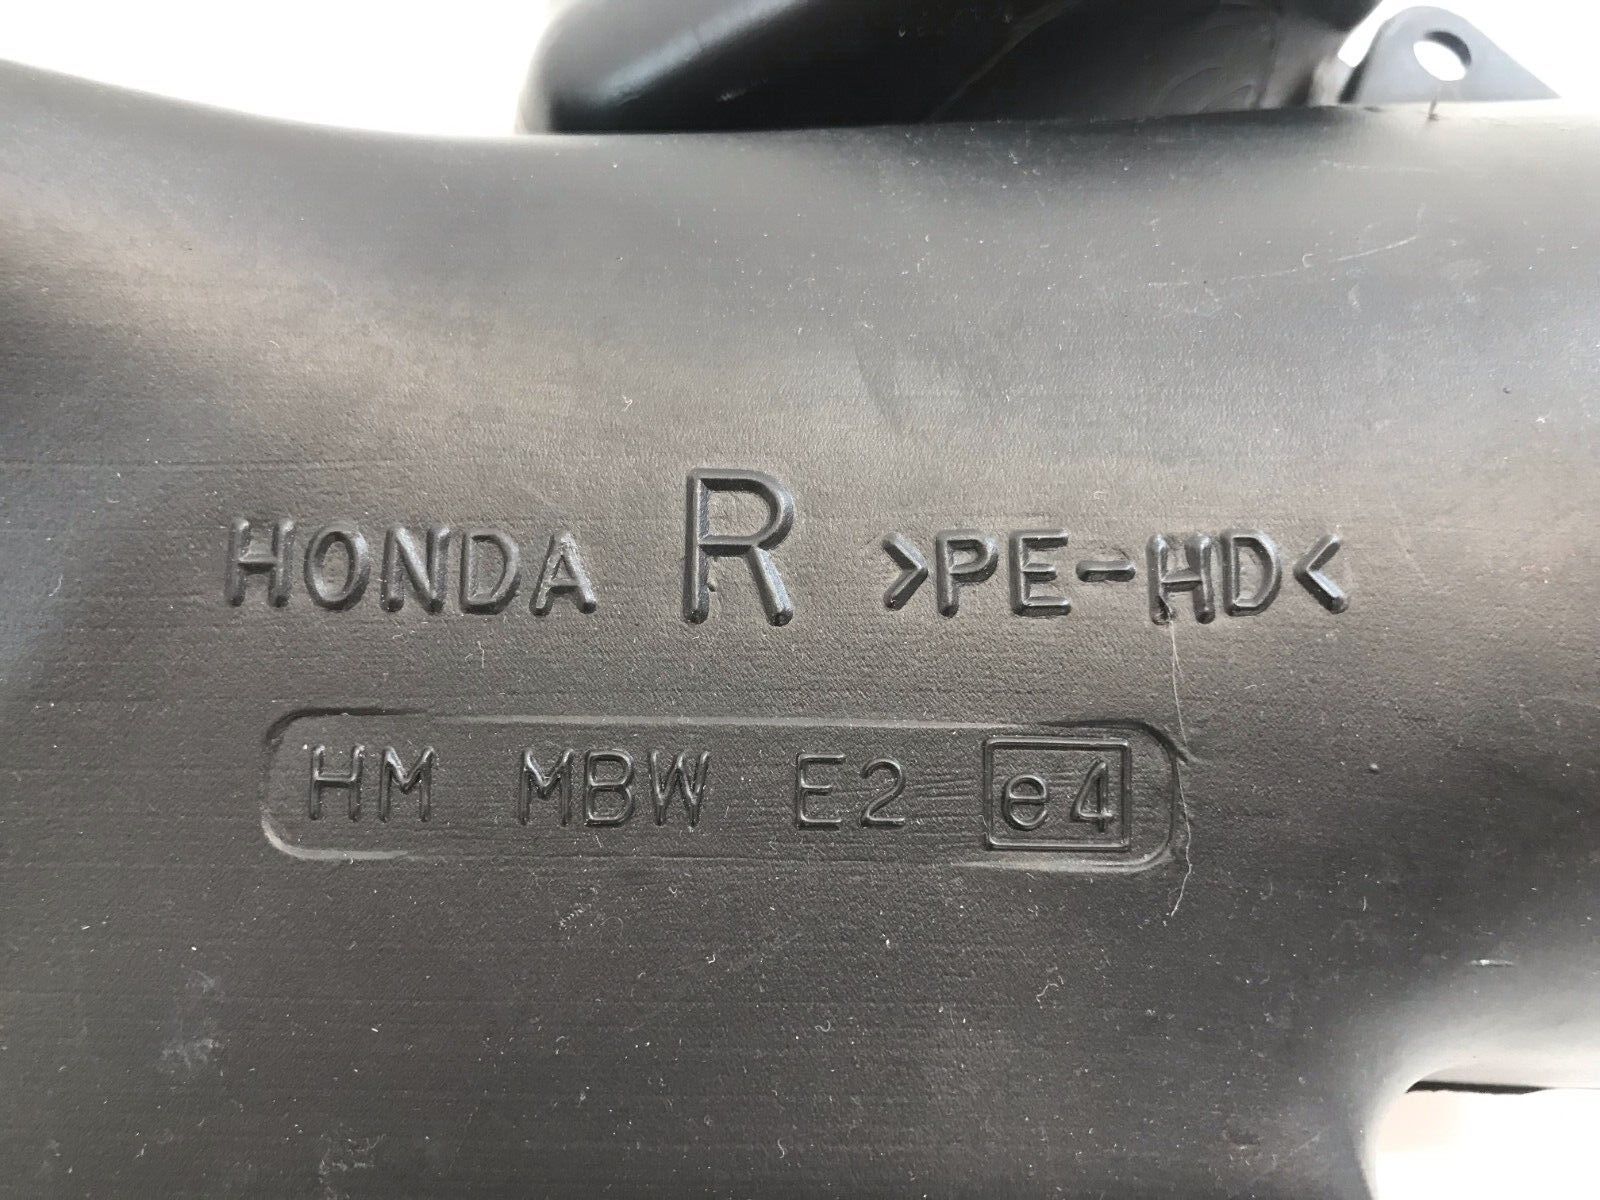 HONDA R >PE-HD<
HM MBW E2 e4